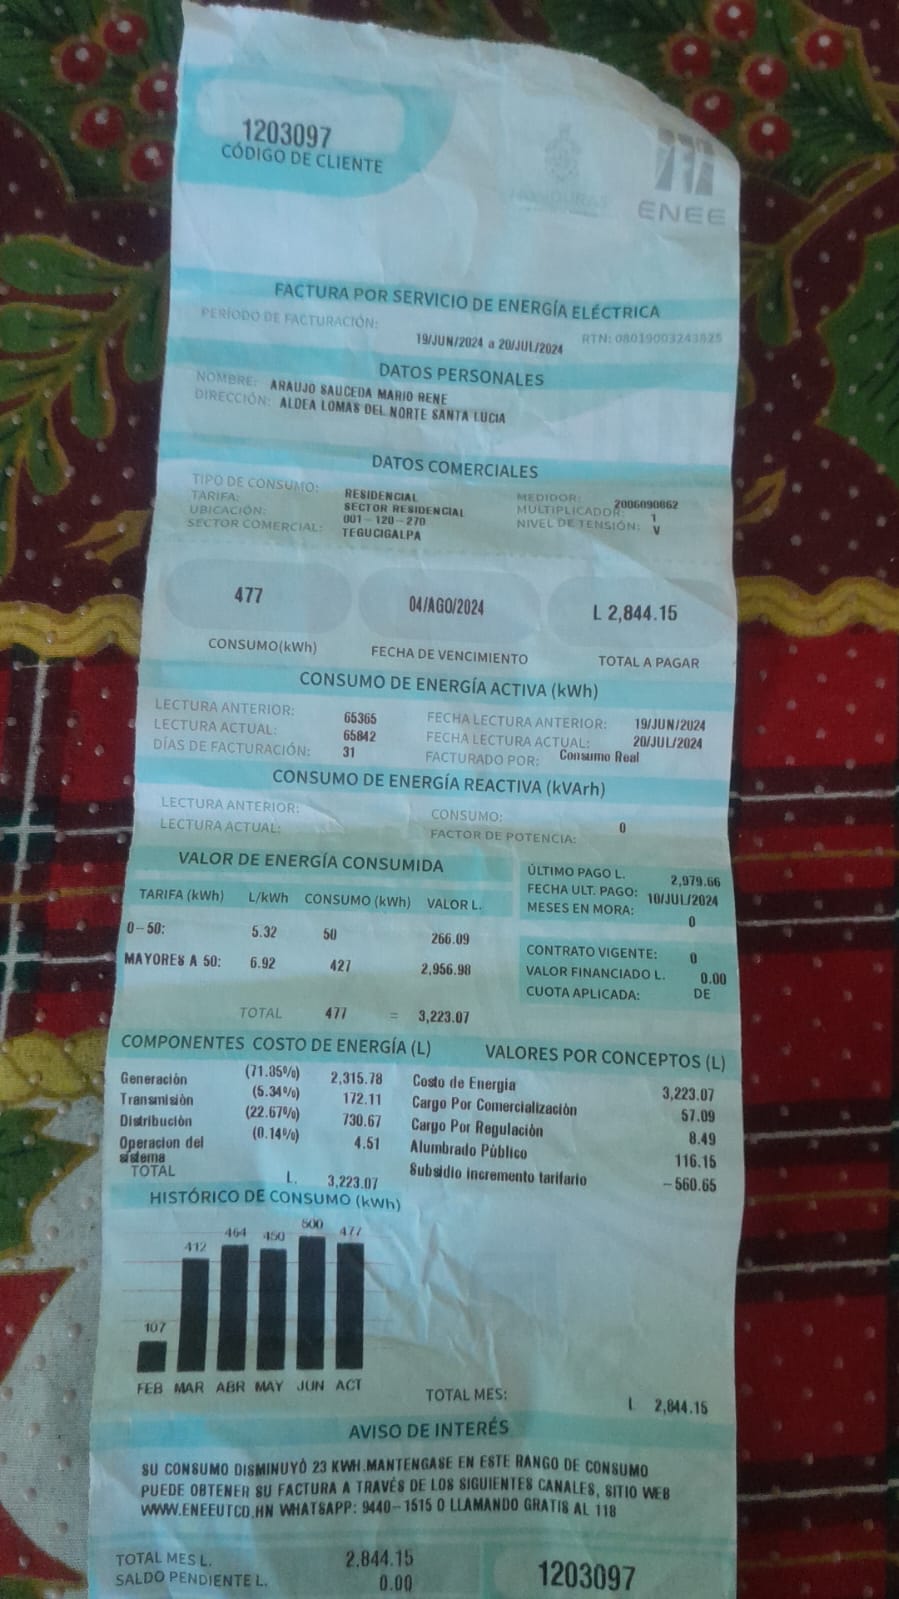 1203097
CÓDIGO DE CLIENTE
HONDURAS
ENEE
FACTURA POR SERVICIO DE ENERGÍA ELÉCTRICA
PERÍODO DE FACTURACIÓN: 19/JUN/2024 a 20/JUL/2024 RTN: 08019003243825
DATOS PERSONALES
NOMBRE: ARAUJO SAUCEDA MARIO RENE
DIRECCIÓN: ALDEA LOMAS DEL NORTE SANTA LUCIA
DATOS COMERCIALES
TIPO DE CONSUMO: RESIDENCIAL MEDIDOR: 2006090862
TARIFA: SECTOR RESIDENCIAL MULTIPLICADOR: 1
UBICACIÓN: 001-120-270 NIVEL DE TENSIÓN: V
SECTOR COMERCIAL: TEGUCIGALPA
477 04/AGO/2024 L 2,844.15
CONSUMO(kWh) FECHA DE VENCIMIENTO TOTAL A PAGAR
CONSUMO DE ENERGÍA ACTIVA (kWh)
LECTURA ANTERIOR: 65365 FECHA LECTURA ANTERIOR: 19/JUN/2024
LECTURA ACTUAL: 65842 FECHA LECTURA ACTUAL: 20/JUL/2024
DÍAS DE FACTURACIÓN: 31 FACTURADO POR: Consumo Real
CONSUMO DE ENERGÍA REACTIVA (kVArh)
LECTURA ANTERIOR: CONSUMO: 0
LECTURA ACTUAL: FACTOR DE POTENCIA:
VALOR DE ENERGÍA CONSUMIDA
ÚLTIMO PAGO L. 2,979.66
FECHA ULT. PAGO: 10/JUL/2024
MESES EN MORA: 0
TARIFA (kWh) L/kWh CONSUMO (kWh) VALOR L.
0-50: 5.32 50 266.09
MAYORES A 50: 6.92 427 2,956.98
CONTRATO VIGENTE: 0
VALOR FINANCIADO L. 0.00
CUOTA APLICADA: DE
TOTAL 477 = 3,223.07
COMPONENTES COSTO DE ENERGÍA (L) VALORES POR CONCEPTOS (L)
Generación (71.85%) 2,315.78 Costo de Energia 3,223.07
Transmisión (5.34%) 172.11 Cargo Por Comercialización 57.09
Distribución (22.67%) 730.67 Cargo Por Regulación 8.49
Operacion del sistema (0.14%) 4.51 Alumbrado Público 116.15
TOTAL L. 3,223.07 Subsidio incremento tarifario -560.65
HISTÓRICO DE CONSUMO (kWh)
107 412 464 450 500 477
FEB MAR ABR MAY JUN ACT
TOTAL MES: L 2,844.15
AVISO DE INTERÉS
SU CONSUMO DISMINUYÓ 23 KWH.MANTENGASE EN ESTE RANGO DE CONSUMO
PUEDE OBTENER SU FACTURA A TRAVÉS DE LOS SIGUIENTES CANALES, SITIO WEB
WWW.ENEEUTCD.HN WHATSAPP: 9440-1515 O LLAMANDO GRATIS AL 118
TOTAL MES L. 2.844.15
SALDO PENDIENTE L. 0.00
1203097